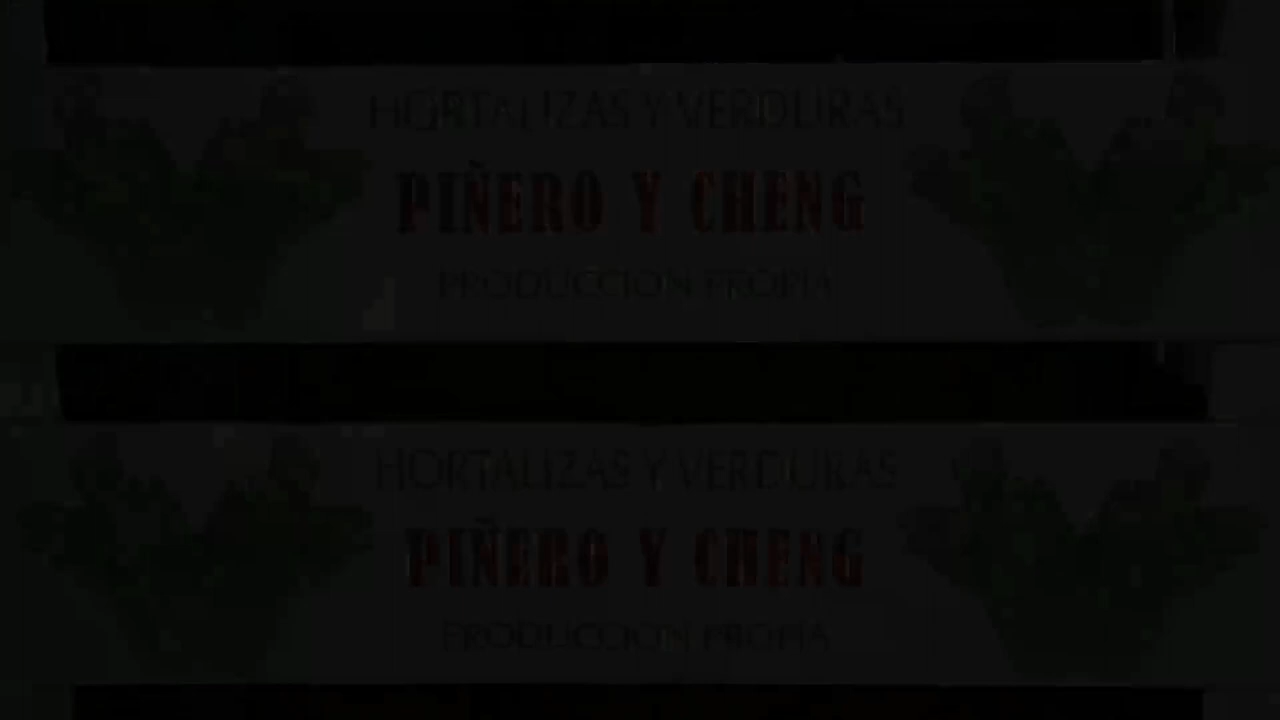 HORTALIZAS Y VERDURAS
PIÑERO Y CHENG
PRODUCCION PROPIA
HORTALIZAS Y VERDURAS
PIÑERO Y CHENG
PRODUCCION PROPIA